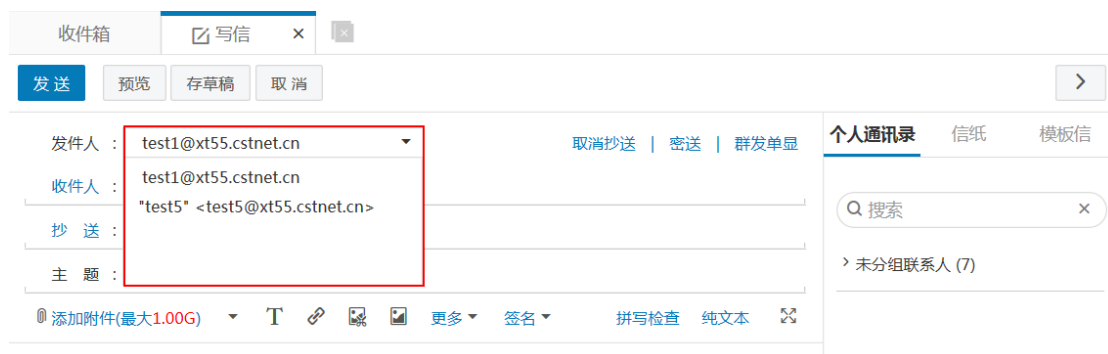 收件箱 写信
发送 预览 存草稿 取消
发件人 : test1@xt55.cstnet.cn 取消抄送 | 密送 | 群发单显 个人通讯录 信纸 模板信
test1@xt55.cstnet.cn
收件人 :
"test5" <test5@xt55.cstnet.cn>
搜索
抄 送 :
主 题 :
未分组联系人 (7)
添加附件(最大1.00G) T 更多 签名 拼写检查 纯文本